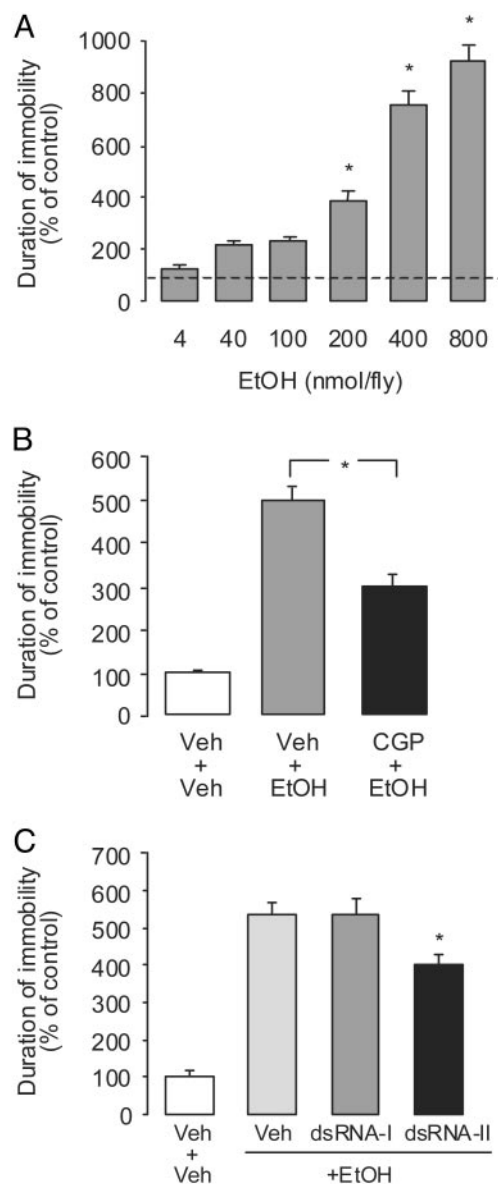 A
Duration of immobility
(% of control)
1000
800
600
400
200
0
*
*
*
4 40 100 200 400 800
EtOH (nmol/fly)
B
Duration of immobility
(% of control)
600
500
400
300
200
100
0
*
Veh Veh CGP
+ + +
Veh EtOH EtOH
C
Duration of immobility
(% of control)
700
600
500
400
300
200
100
0
*
Veh Veh dsRNA-I dsRNA-II
+
Veh +EtOH